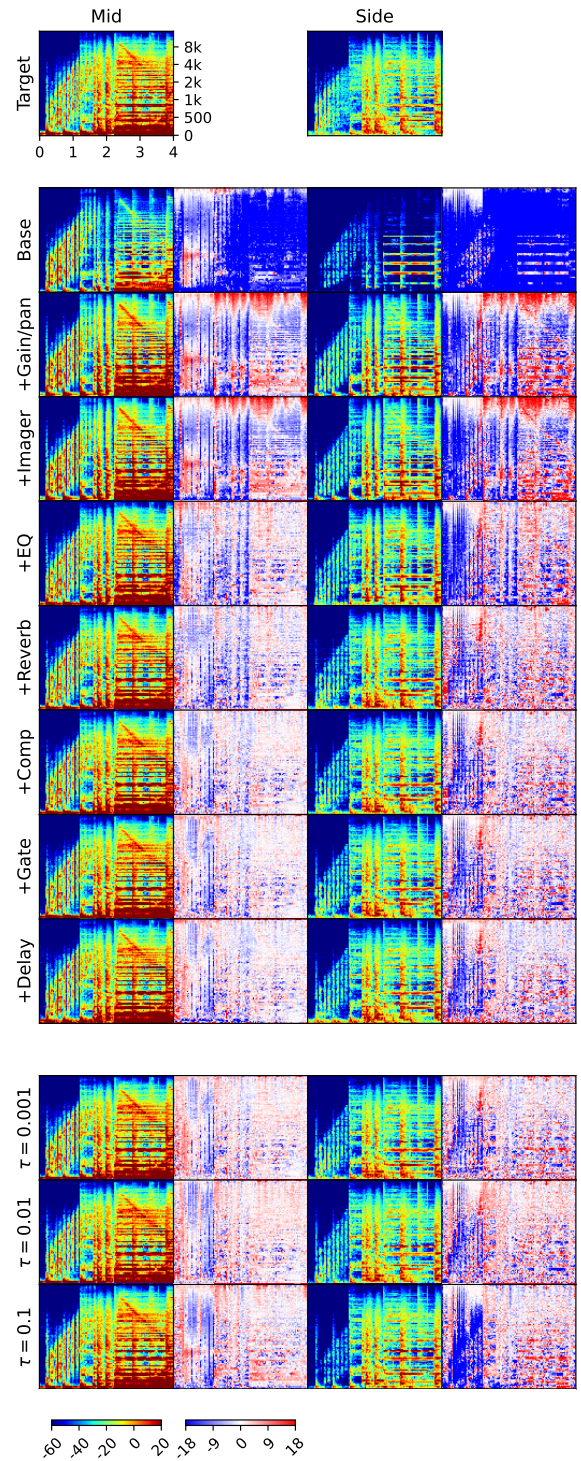 Mid Side
Target
8k
4k
2k
1k
500
0
0 1 2 3 4
Base
+Gain/pan
+Imager
+EQ
+Reverb
+Comp
+Gate
+Delay
τ = 0.001
τ = 0.01
τ = 0.1
-60 -40 -20 0 20 -18 -9 0 9 18